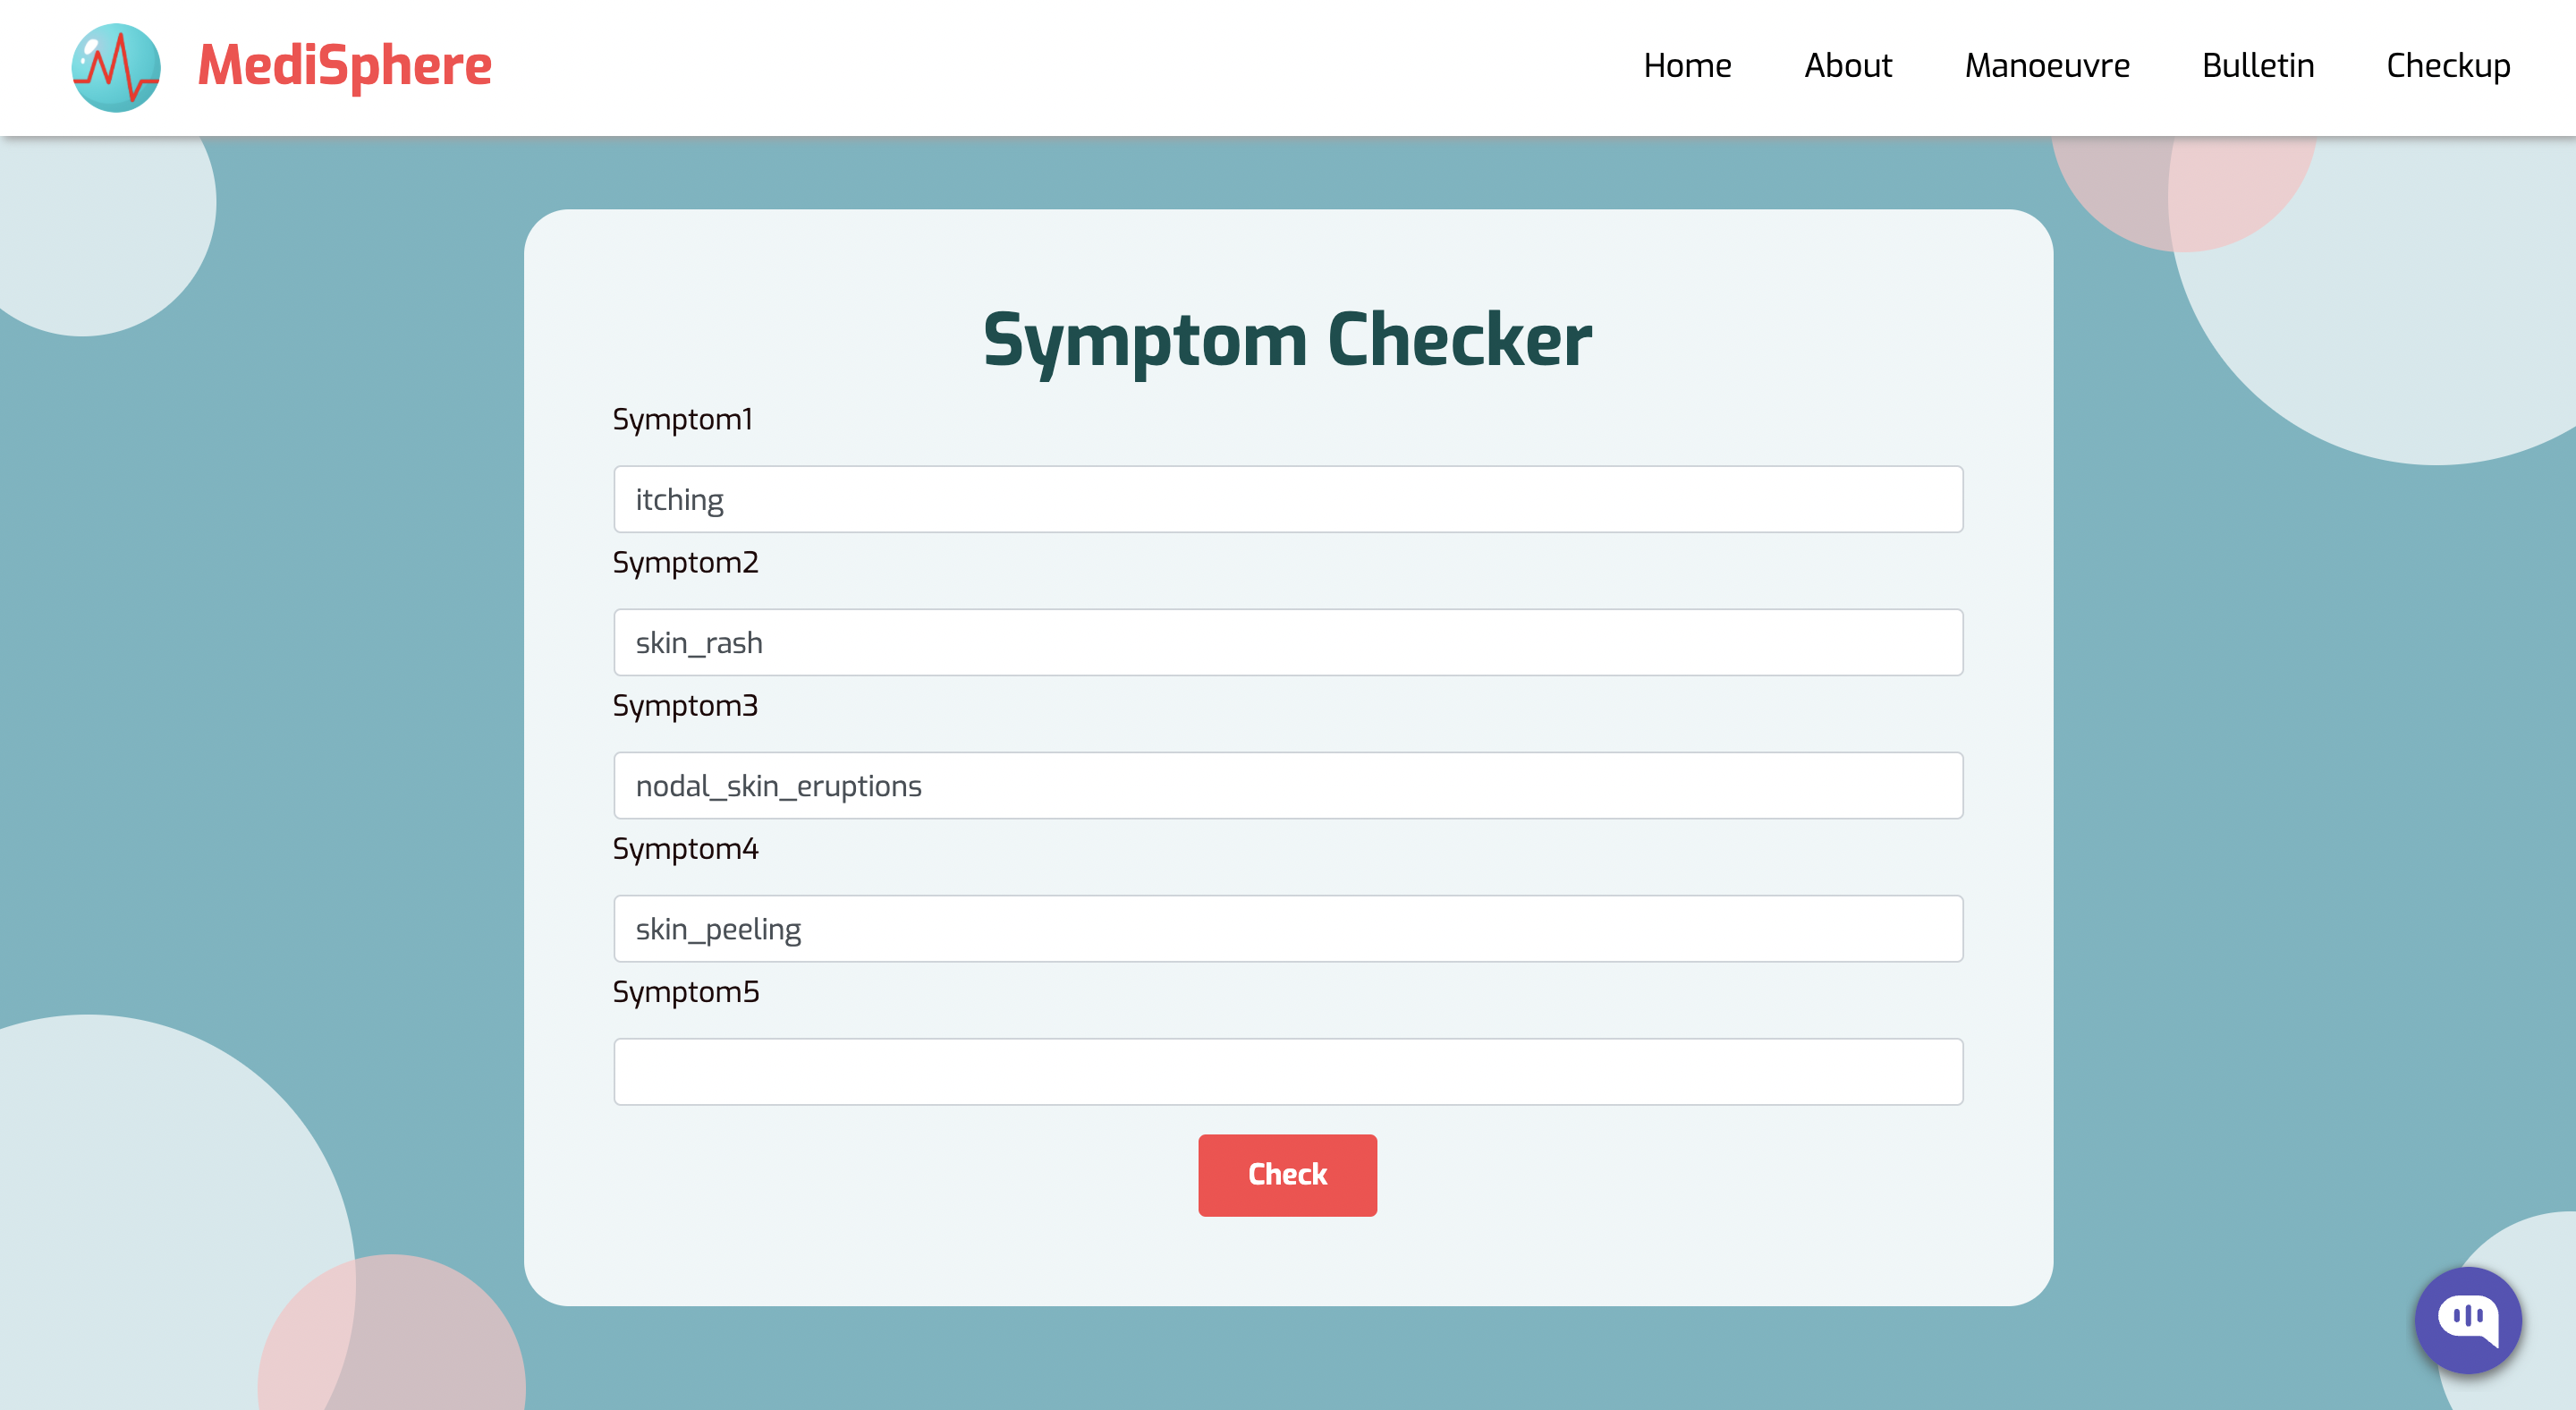 MediSphere
Home About Manoeuvre Bulletin Checkup
Symptom Checker
Symptom1
itching
Symptom2
skin_rash
Symptom3
nodal_skin_eruptions
Symptom4
skin_peeling
Symptom5
Check